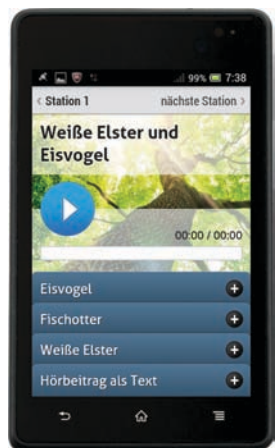 99% 7:38
‹ Station 1 nächste Station ›
Weiße Elster und
Eisvogel
00:00 / 00:00
Eisvogel
Fischotter
Weiße Elster
Hörbeitrag als Text